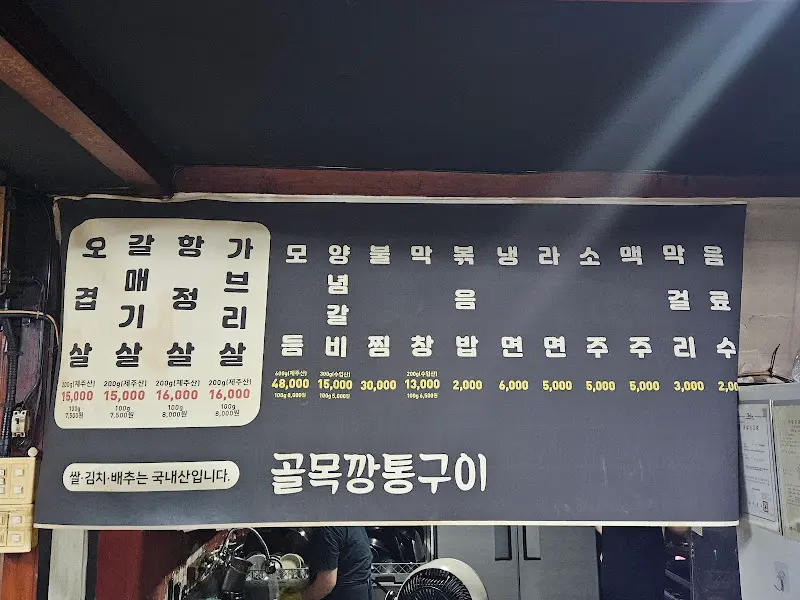 오겹살
200g(제주산)
15,000
100g
7,500원
갈매기살
200g(제주산)
15,000
100g
7,500원
항정살
200g(제주산)
16,000
100g
8,000원
가브리살
200g(제주산)
16,000
100g
8,000원
모듬
600g(제주산)
48,000
100g 8,000원
양념갈비
300g(수입산)
15,000
100g 5,000원
불찜
30,000
막창
200g(수입산)
13,000
100g 6,500원
볶음밥
2,000
냉면
6,000
라면
5,000
소주
5,000
맥주
5,000
막걸리
3,000
음료수
2,00
쌀·김치·배추는 국내산입니다.
골목깡통구이